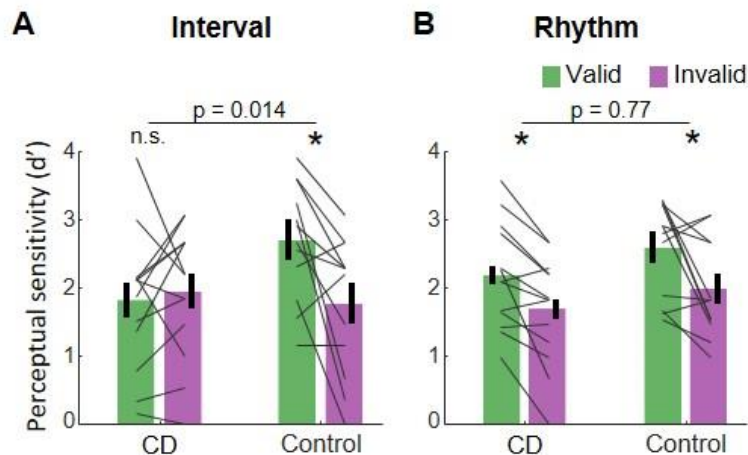 A Interval
p = 0.014
n.s. *
Perceptual sensitivity (d')
4
3
2
1
0
CD Control
B Rhythm
Valid Invalid
p = 0.77
* *
4
3
2
1
0
CD Control